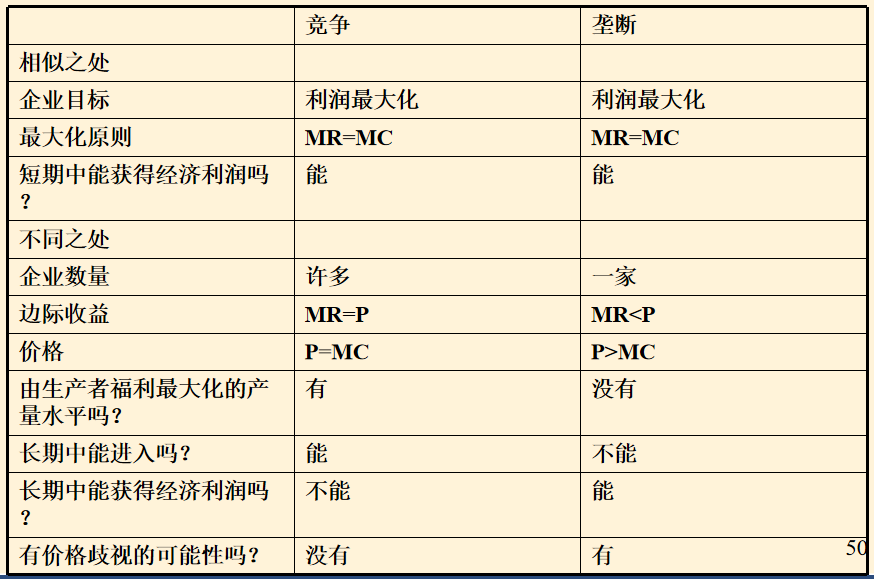 竞争 垄断
相似之处
企业目标 利润最大化 利润最大化
最大化原则 MR=MC MR=MC
短期中能获得经济利润吗 能 能
？
不同之处
企业数量 许多 一家
边际收益 MR=P MR<P
价格 P=MC P>MC
由生产者福利最大化的产 有 没有
量水平吗？
长期中能进入吗？ 能 不能
长期中能获得经济利润吗 不能 能
？
有价格歧视的可能性吗？ 没有 有
50